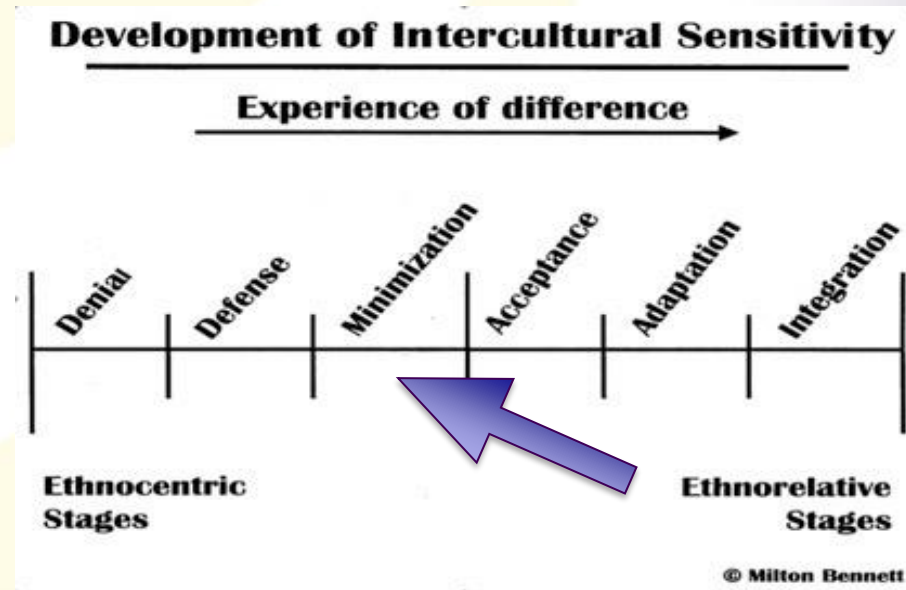 Development of Intercultural Sensitivity
Experience of difference
Denial
Defense
Minimization
Acceptance
Adaptation
Integration
Ethnocentric
Stages
Ethnorelative
Stages
© Milton Bennett